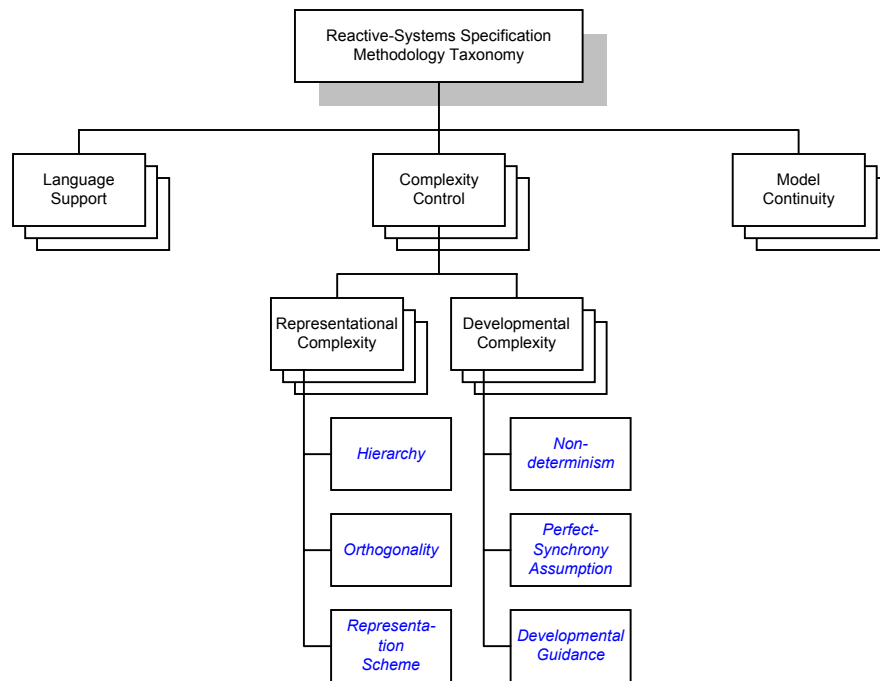 Reactive-Systems Specification
Methodology Taxonomy
Language
Support
Complexity
Control
Model
Continuity
Representational
Complexity
Developmental
Complexity
Hierarchy
Non-
determinism
Orthogonality
Perfect-
Synchrony
Assumption
Representa-
tion
Scheme
Developmental
Guidance